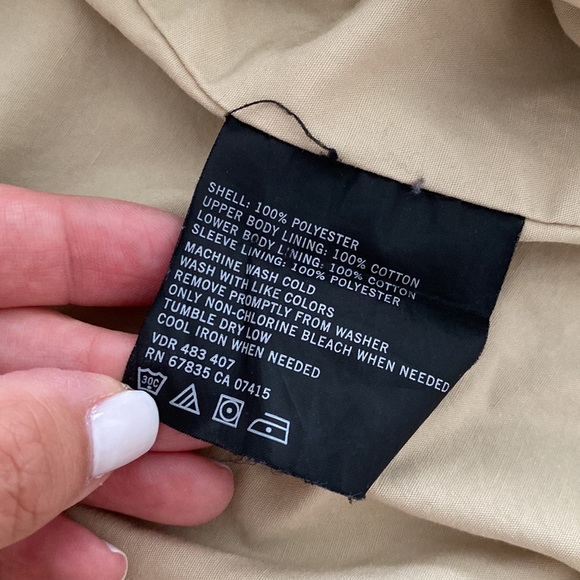 SHELL: 100% POLYESTER
UPPER BODY LINING: 100% COTTON
LOWER BODY LINING: 100% COTTON
SLEEVE LINING: 100% POLYESTER
MACHINE WASH COLD
WASH WITH LIKE COLORS
REMOVE PROMPTLY FROM WASHER
ONLY NON-CHLORINE BLEACH WHEN NEEDED
TUMBLE DRY LOW
COOL IRON WHEN NEEDED
VDR 483 407
RN 67835 CA 07415
30C